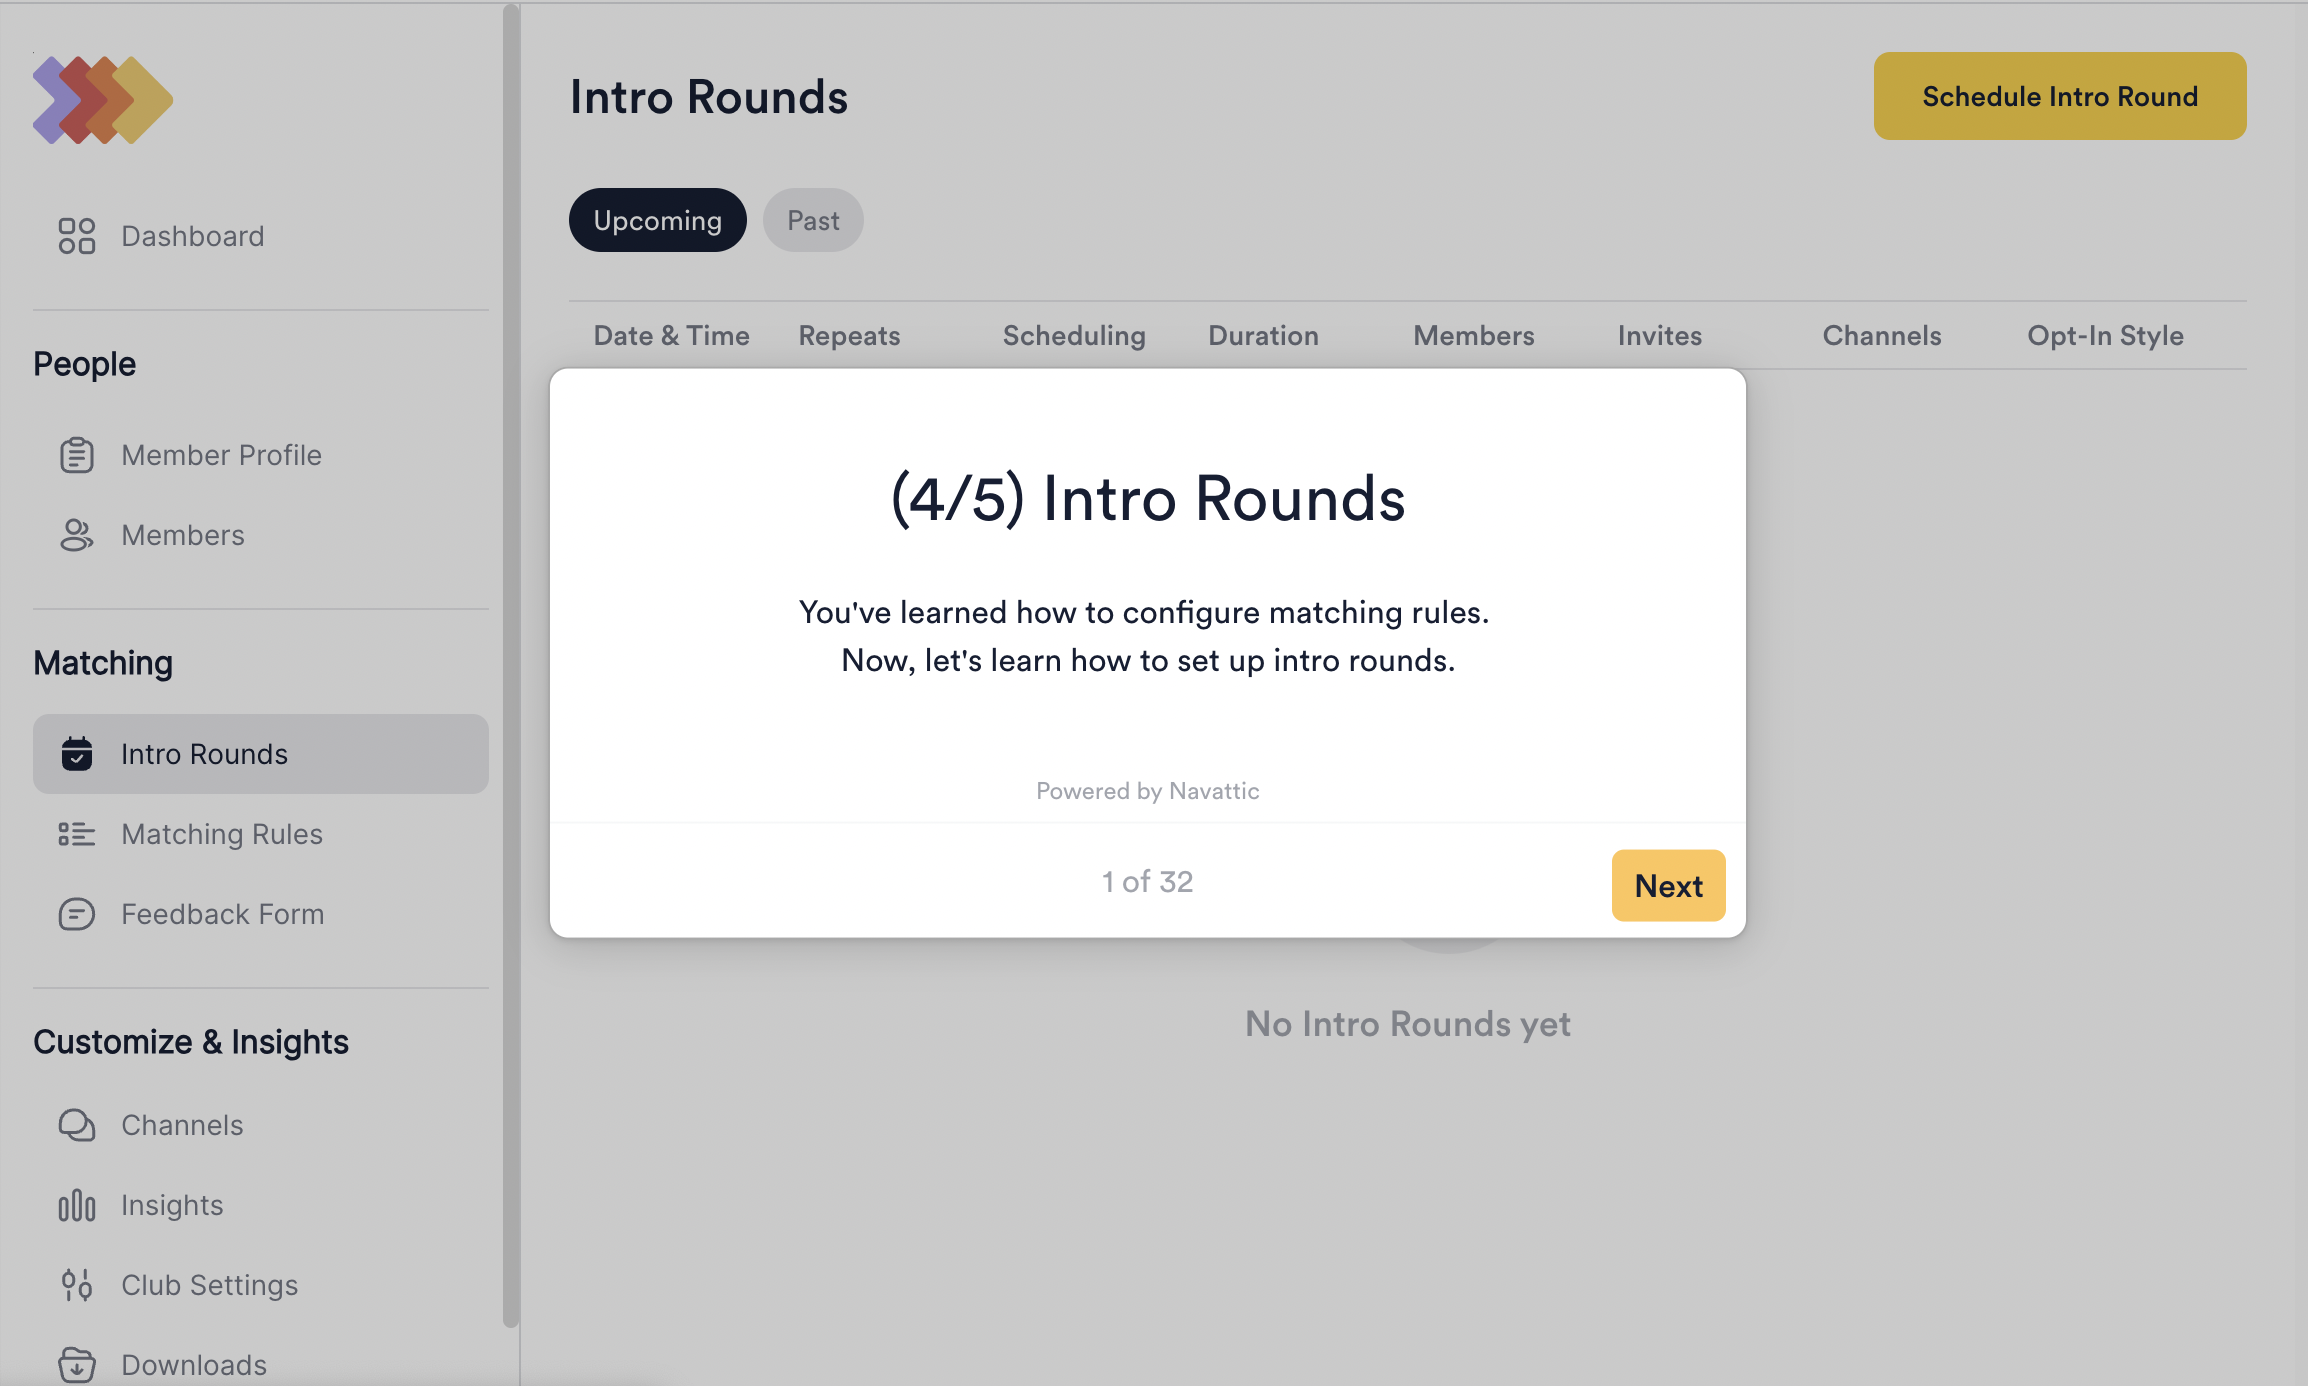 Dashboard
People
Member Profile
Members
Matching
Intro Rounds
Matching Rules
Feedback Form
Customize & Insights
Channels
Insights
Club Settings
Downloads
Intro Rounds
Schedule Intro Round
Upcoming Past
Date & Time Repeats Scheduling Duration Members Invites Channels Opt-In Style
(4/5) Intro Rounds
You've learned how to configure matching rules.
Now, let's learn how to set up intro rounds.
Powered by Navattic
1 of 32
Next
No Intro Rounds yet